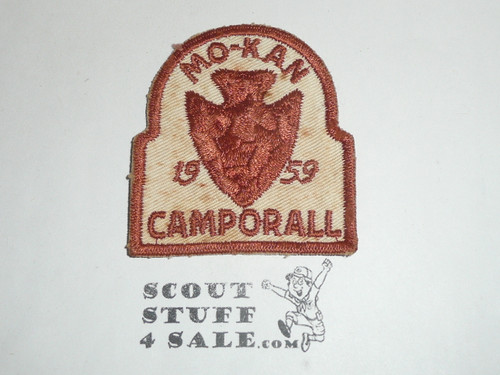 MO-KAN
19 59
CAMPORALL
SCOUT
STUFF
4 SALE.com